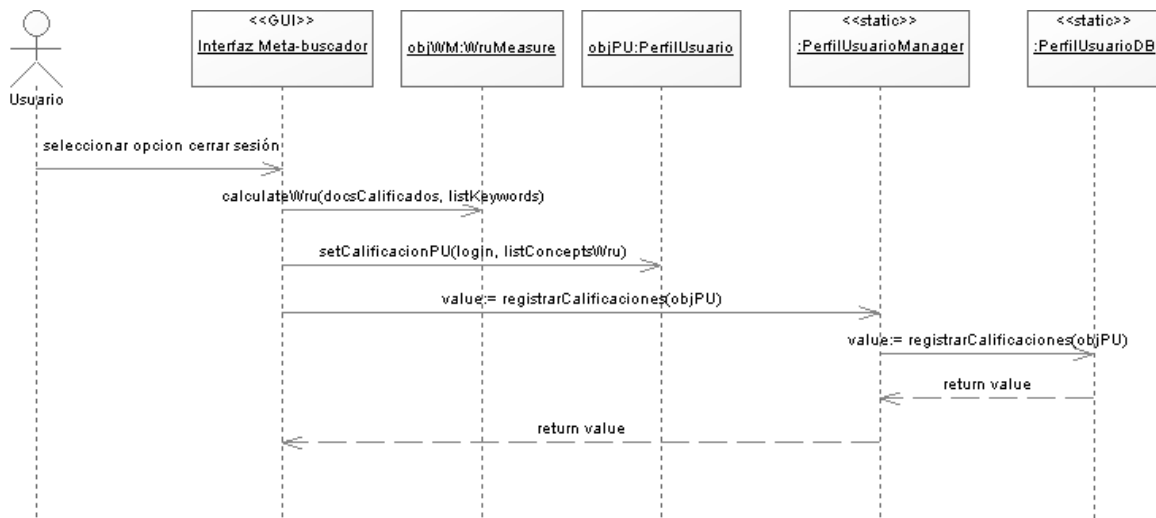 <<GUI>>
Interfaz Meta-buscador
objWM:WruMeasure
objPU:PerfilUsuario
<<static>>
:PerfilUsuarioManager
<<static>>
:PerfilUsuarioDB
Usuario
seleccionar opcion cerrar sesión
calculateWru(docsCalificados, listKeywords)
setCalificacionPU(login, listConceptsWru)
value:= registrarCalificaciones(objPU)
value:= registrarCalificaciones(objPU)
return value
return value